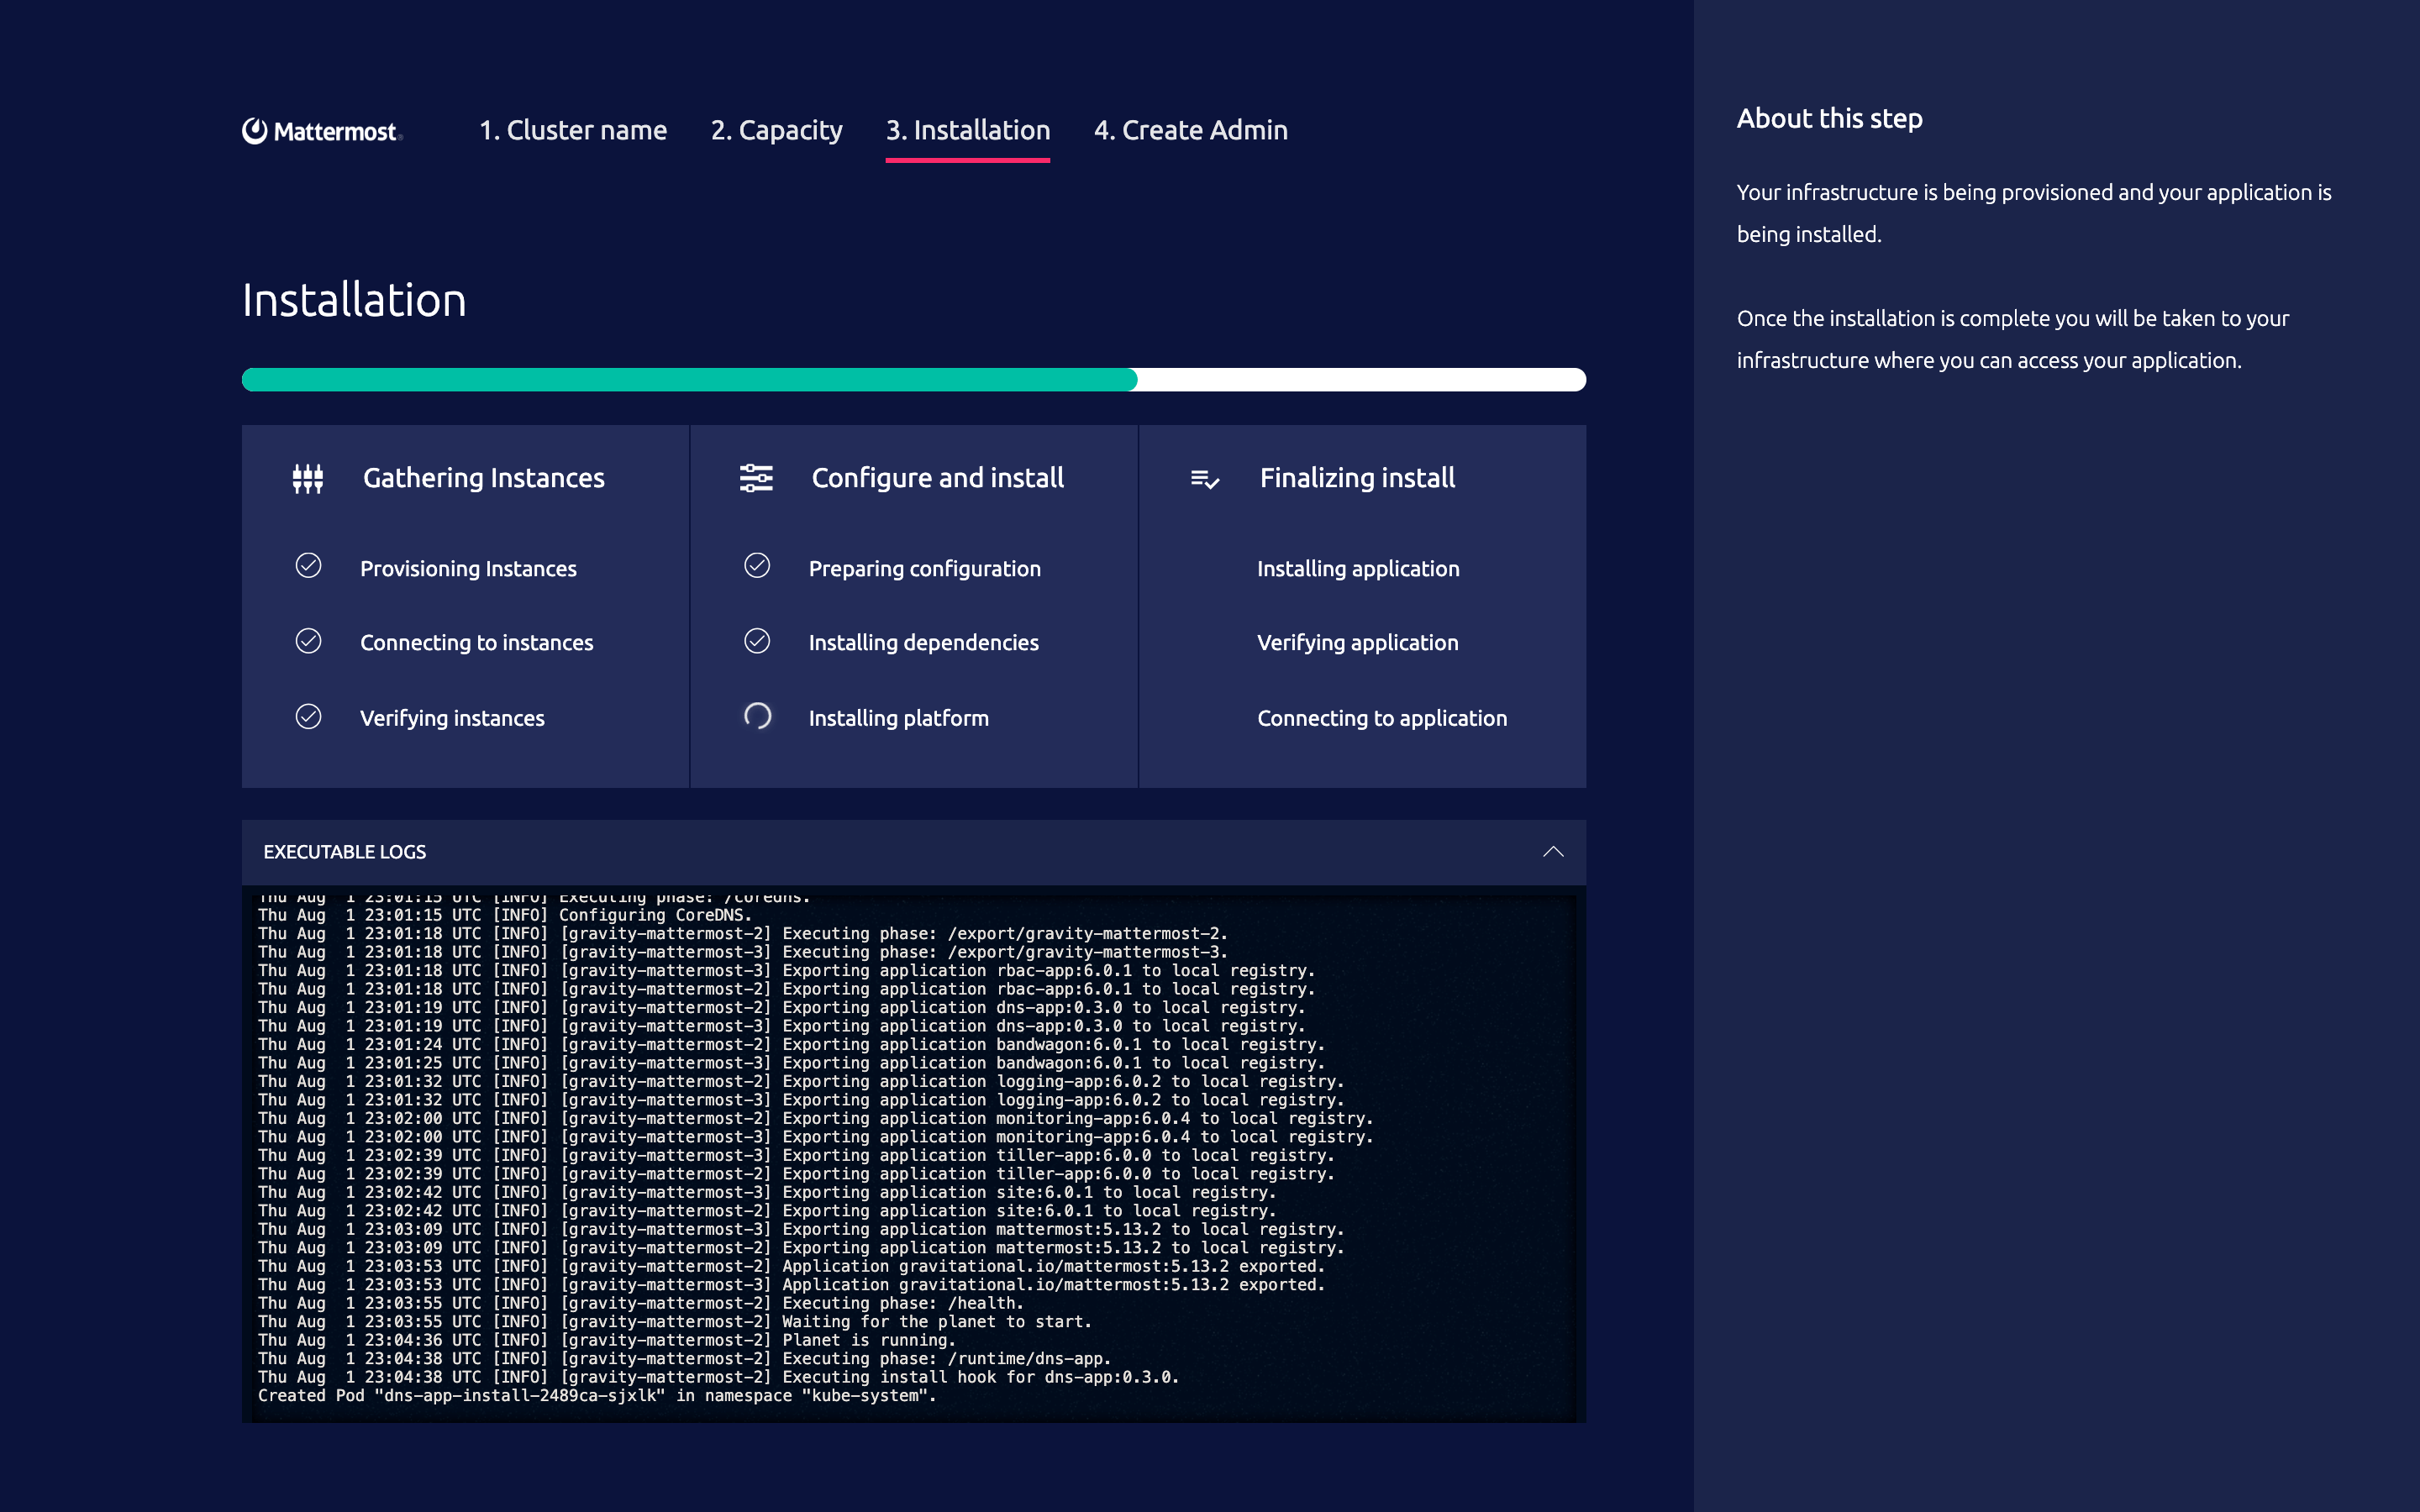 Mattermost
1. Cluster name
2. Capacity
3. Installation
4. Create Admin
Installation
Gathering Instances
Provisioning Instances
Connecting to instances
Verifying instances
Configure and install
Preparing configuration
Installing dependencies
Installing platform
Finalizing install
Installing application
Verifying application
Connecting to application
EXECUTABLE LOGS
Thu Aug  1 23:01:15 UTC [INFO] Executing phase: /coredns.
Thu Aug  1 23:01:15 UTC [INFO] Configuring CoreDNS.
Thu Aug  1 23:01:18 UTC [INFO] [gravity-mattermost-2] Executing phase: /export/gravity-mattermost-2.
Thu Aug  1 23:01:18 UTC [INFO] [gravity-mattermost-3] Executing phase: /export/gravity-mattermost-3.
Thu Aug  1 23:01:18 UTC [INFO] [gravity-mattermost-3] Exporting application rbac-app:6.0.1 to local registry.
Thu Aug  1 23:01:18 UTC [INFO] [gravity-mattermost-2] Exporting application rbac-app:6.0.1 to local registry.
Thu Aug  1 23:01:19 UTC [INFO] [gravity-mattermost-2] Exporting application dns-app:0.3.0 to local registry.
Thu Aug  1 23:01:19 UTC [INFO] [gravity-mattermost-3] Exporting application dns-app:0.3.0 to local registry.
Thu Aug  1 23:01:24 UTC [INFO] [gravity-mattermost-2] Exporting application bandwagon:6.0.1 to local registry.
Thu Aug  1 23:01:25 UTC [INFO] [gravity-mattermost-3] Exporting application bandwagon:6.0.1 to local registry.
Thu Aug  1 23:01:32 UTC [INFO] [gravity-mattermost-2] Exporting application logging-app:6.0.2 to local registry.
Thu Aug  1 23:01:32 UTC [INFO] [gravity-mattermost-3] Exporting application logging-app:6.0.2 to local registry.
Thu Aug  1 23:02:00 UTC [INFO] [gravity-mattermost-2] Exporting application monitoring-app:6.0.4 to local registry.
Thu Aug  1 23:02:00 UTC [INFO] [gravity-mattermost-3] Exporting application monitoring-app:6.0.4 to local registry.
Thu Aug  1 23:02:39 UTC [INFO] [gravity-mattermost-3] Exporting application tiller-app:6.0.0 to local registry.
Thu Aug  1 23:02:39 UTC [INFO] [gravity-mattermost-2] Exporting application tiller-app:6.0.0 to local registry.
Thu Aug  1 23:02:42 UTC [INFO] [gravity-mattermost-3] Exporting application site:6.0.1 to local registry.
Thu Aug  1 23:02:42 UTC [INFO] [gravity-mattermost-2] Exporting application site:6.0.1 to local registry.
Thu Aug  1 23:03:09 UTC [INFO] [gravity-mattermost-3] Exporting application mattermost:5.13.2 to local registry.
Thu Aug  1 23:03:09 UTC [INFO] [gravity-mattermost-2] Exporting application mattermost:5.13.2 to local registry.
Thu Aug  1 23:03:53 UTC [INFO] [gravity-mattermost-2] Application gravitational.io/mattermost:5.13.2 exported.
Thu Aug  1 23:03:53 UTC [INFO] [gravity-mattermost-3] Application gravitational.io/mattermost:5.13.2 exported.
Thu Aug  1 23:03:55 UTC [INFO] [gravity-mattermost-2] Executing phase: /health.
Thu Aug  1 23:03:55 UTC [INFO] [gravity-mattermost-2] Waiting for the planet to start.
Thu Aug  1 23:04:36 UTC [INFO] [gravity-mattermost-2] Planet is running.
Thu Aug  1 23:04:38 UTC [INFO] [gravity-mattermost-2] Executing phase: /runtime/dns-app.
Thu Aug  1 23:04:38 UTC [INFO] [gravity-mattermost-2] Executing install hook for dns-app:0.3.0.
Created Pod "dns-app-install-2489ca-sjxlk" in namespace "kube-system".
About this step
Your infrastructure is being provisioned and your application is
being installed.
Once the installation is complete you will be taken to your
infrastructure where you can access your application.